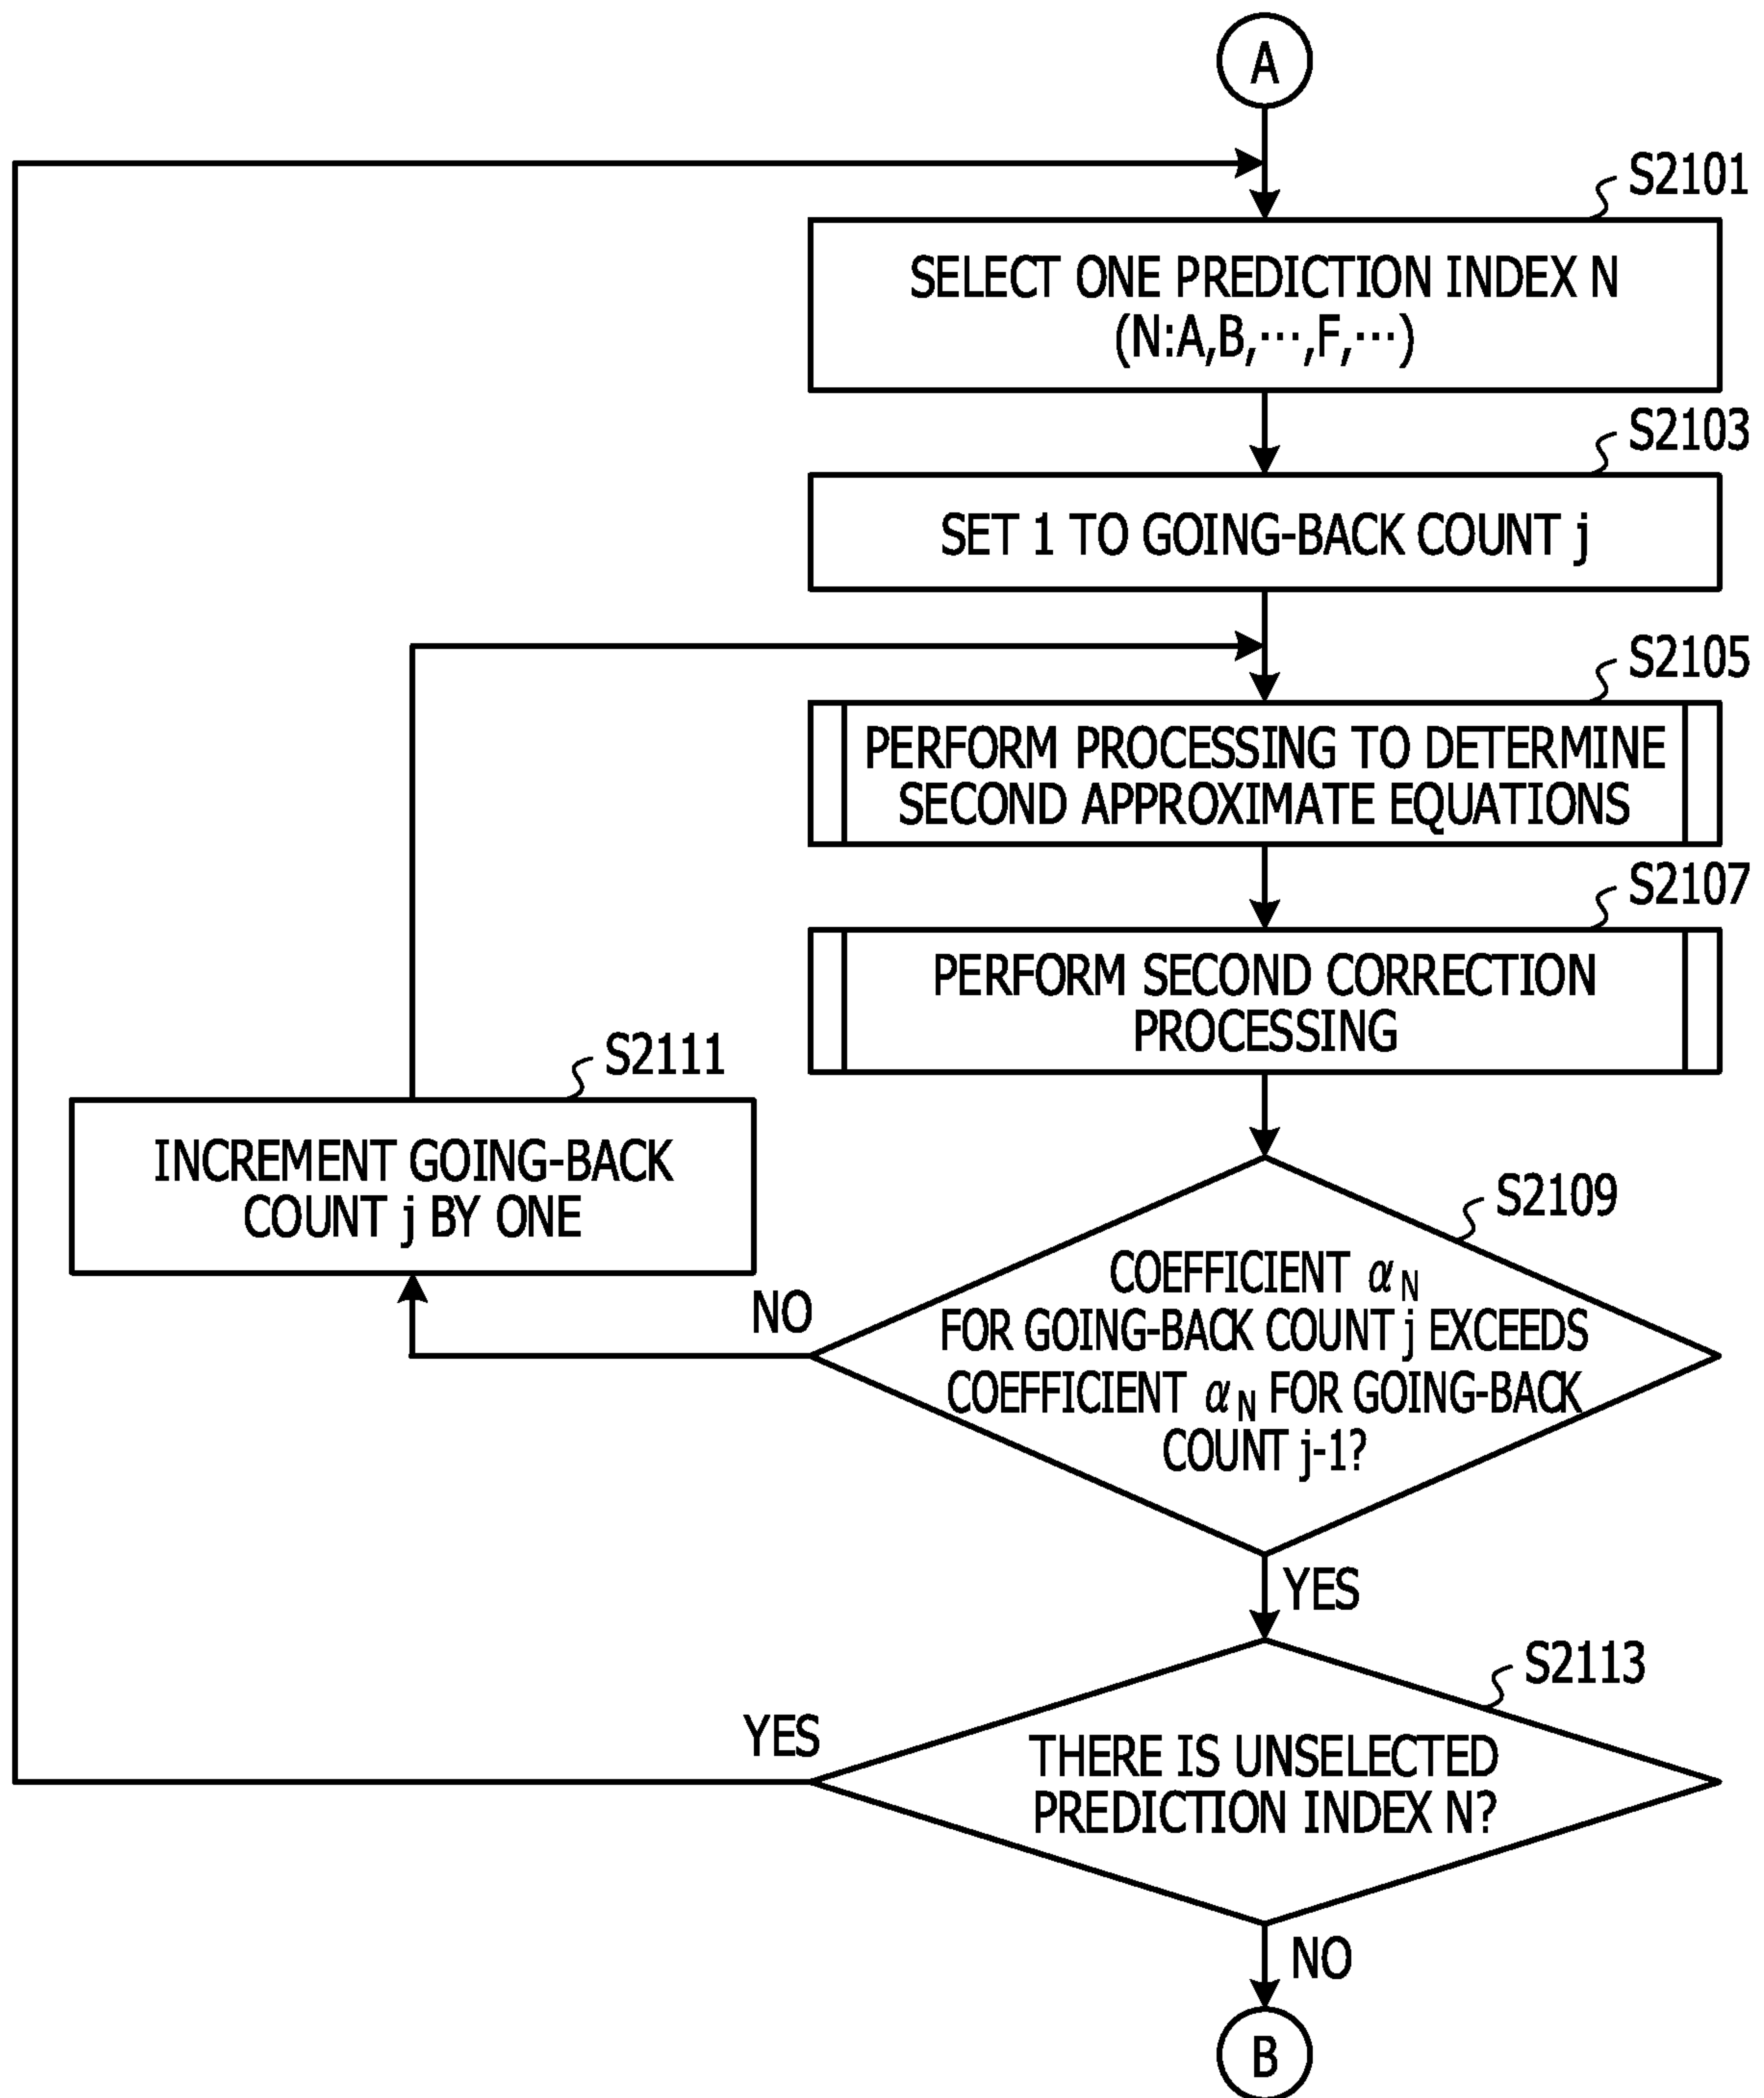 A
S2101
SELECT ONE PREDICTION INDEX N
(N:A,B,···,F,···)
S2103
SET 1 TO GOING-BACK COUNT j
S2105
PERFORM PROCESSING TO DETERMINE
SECOND APPROXIMATE EQUATIONS
S2107
PERFORM SECOND CORRECTION
PROCESSING
S2111
INCREMENT GOING-BACK
COUNT j BY ONE
S2109
COEFFICIENT α N
FOR GOING-BACK COUNT j EXCEEDS
COEFFICIENT α N FOR GOING-BACK
COUNT j-1?
NO
YES
S2113
THERE IS UNSELECTED
PREDICTION INDEX N?
YES
NO
B